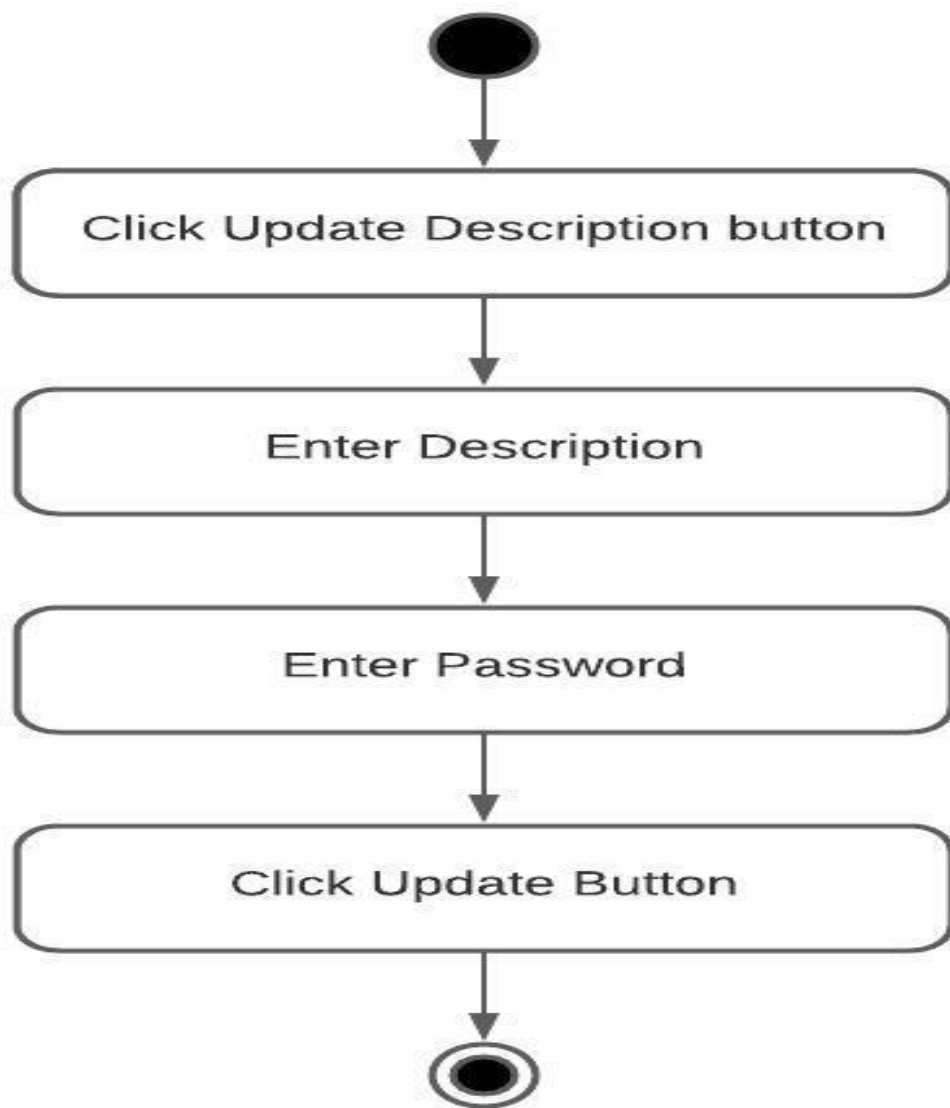 Click Update Description button
Enter Description
Enter Password
Click Update Button